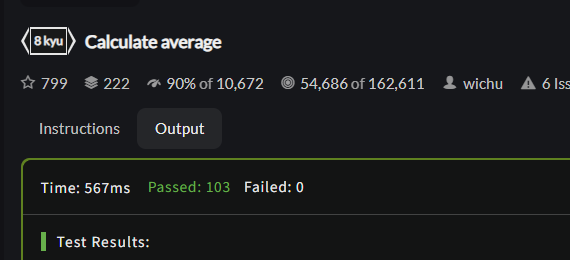 8 kyu Calculate average
799 222 90% of 10,672 54,686 of 162,611 wichu 6 Iss
Instructions Output
Time: 567ms Passed: 103 Failed: 0
Test Results: